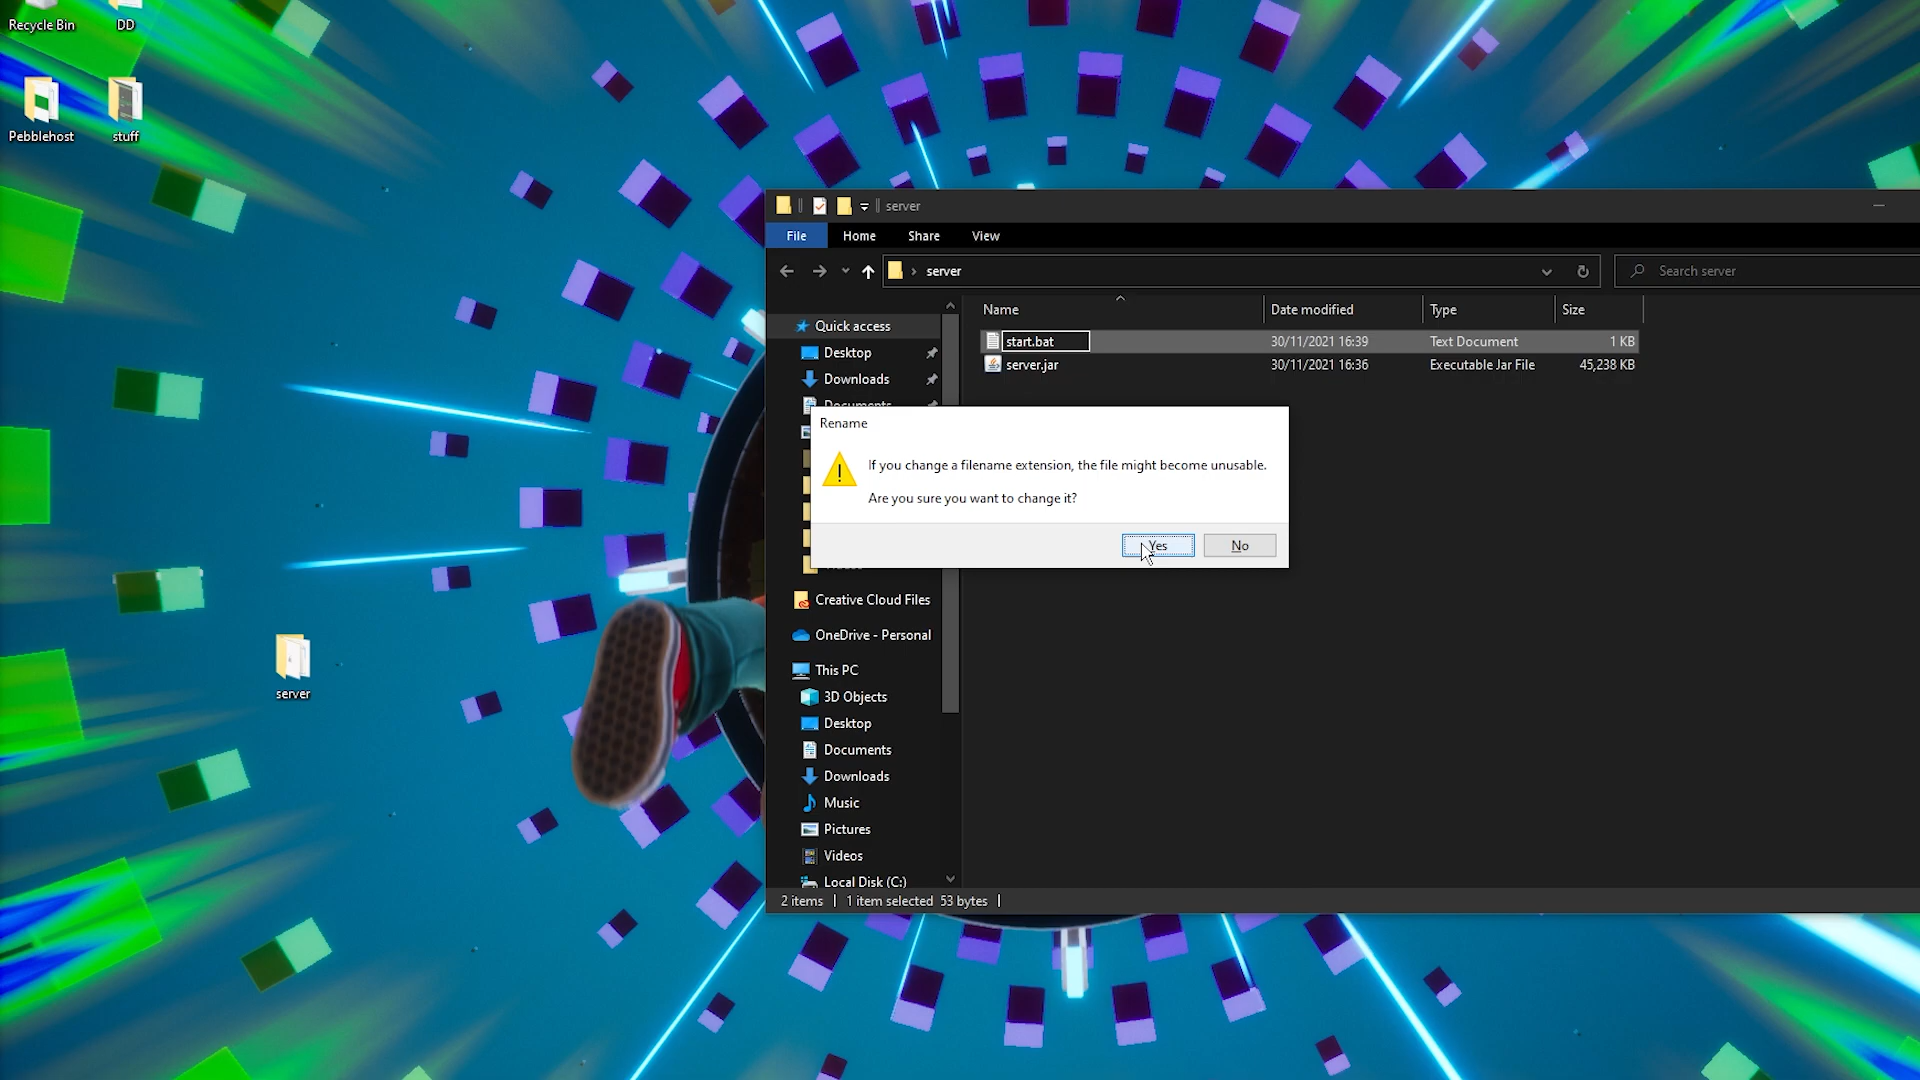 Recycle Bin
DD
Pebblehost
stuff
server
server
File
Home
Share
View
server
Search server
Name
Date modified
Type
Size
start.bat
30/11/2021 16:39
Text Document
1 KB
server.jar
30/11/2021 16:36
Executable Jar File
45,238 KB
Quick access
Desktop
Downloads
Documents
Rename
If you change a filename extension, the file might become unusable.
Are you sure you want to change it?
Yes
No
Creative Cloud Files
OneDrive - Personal
This PC
3D Objects
Desktop
Documents
Downloads
Music
Pictures
Videos
Local Disk (C:)
2 items
1 item selected 53 bytes